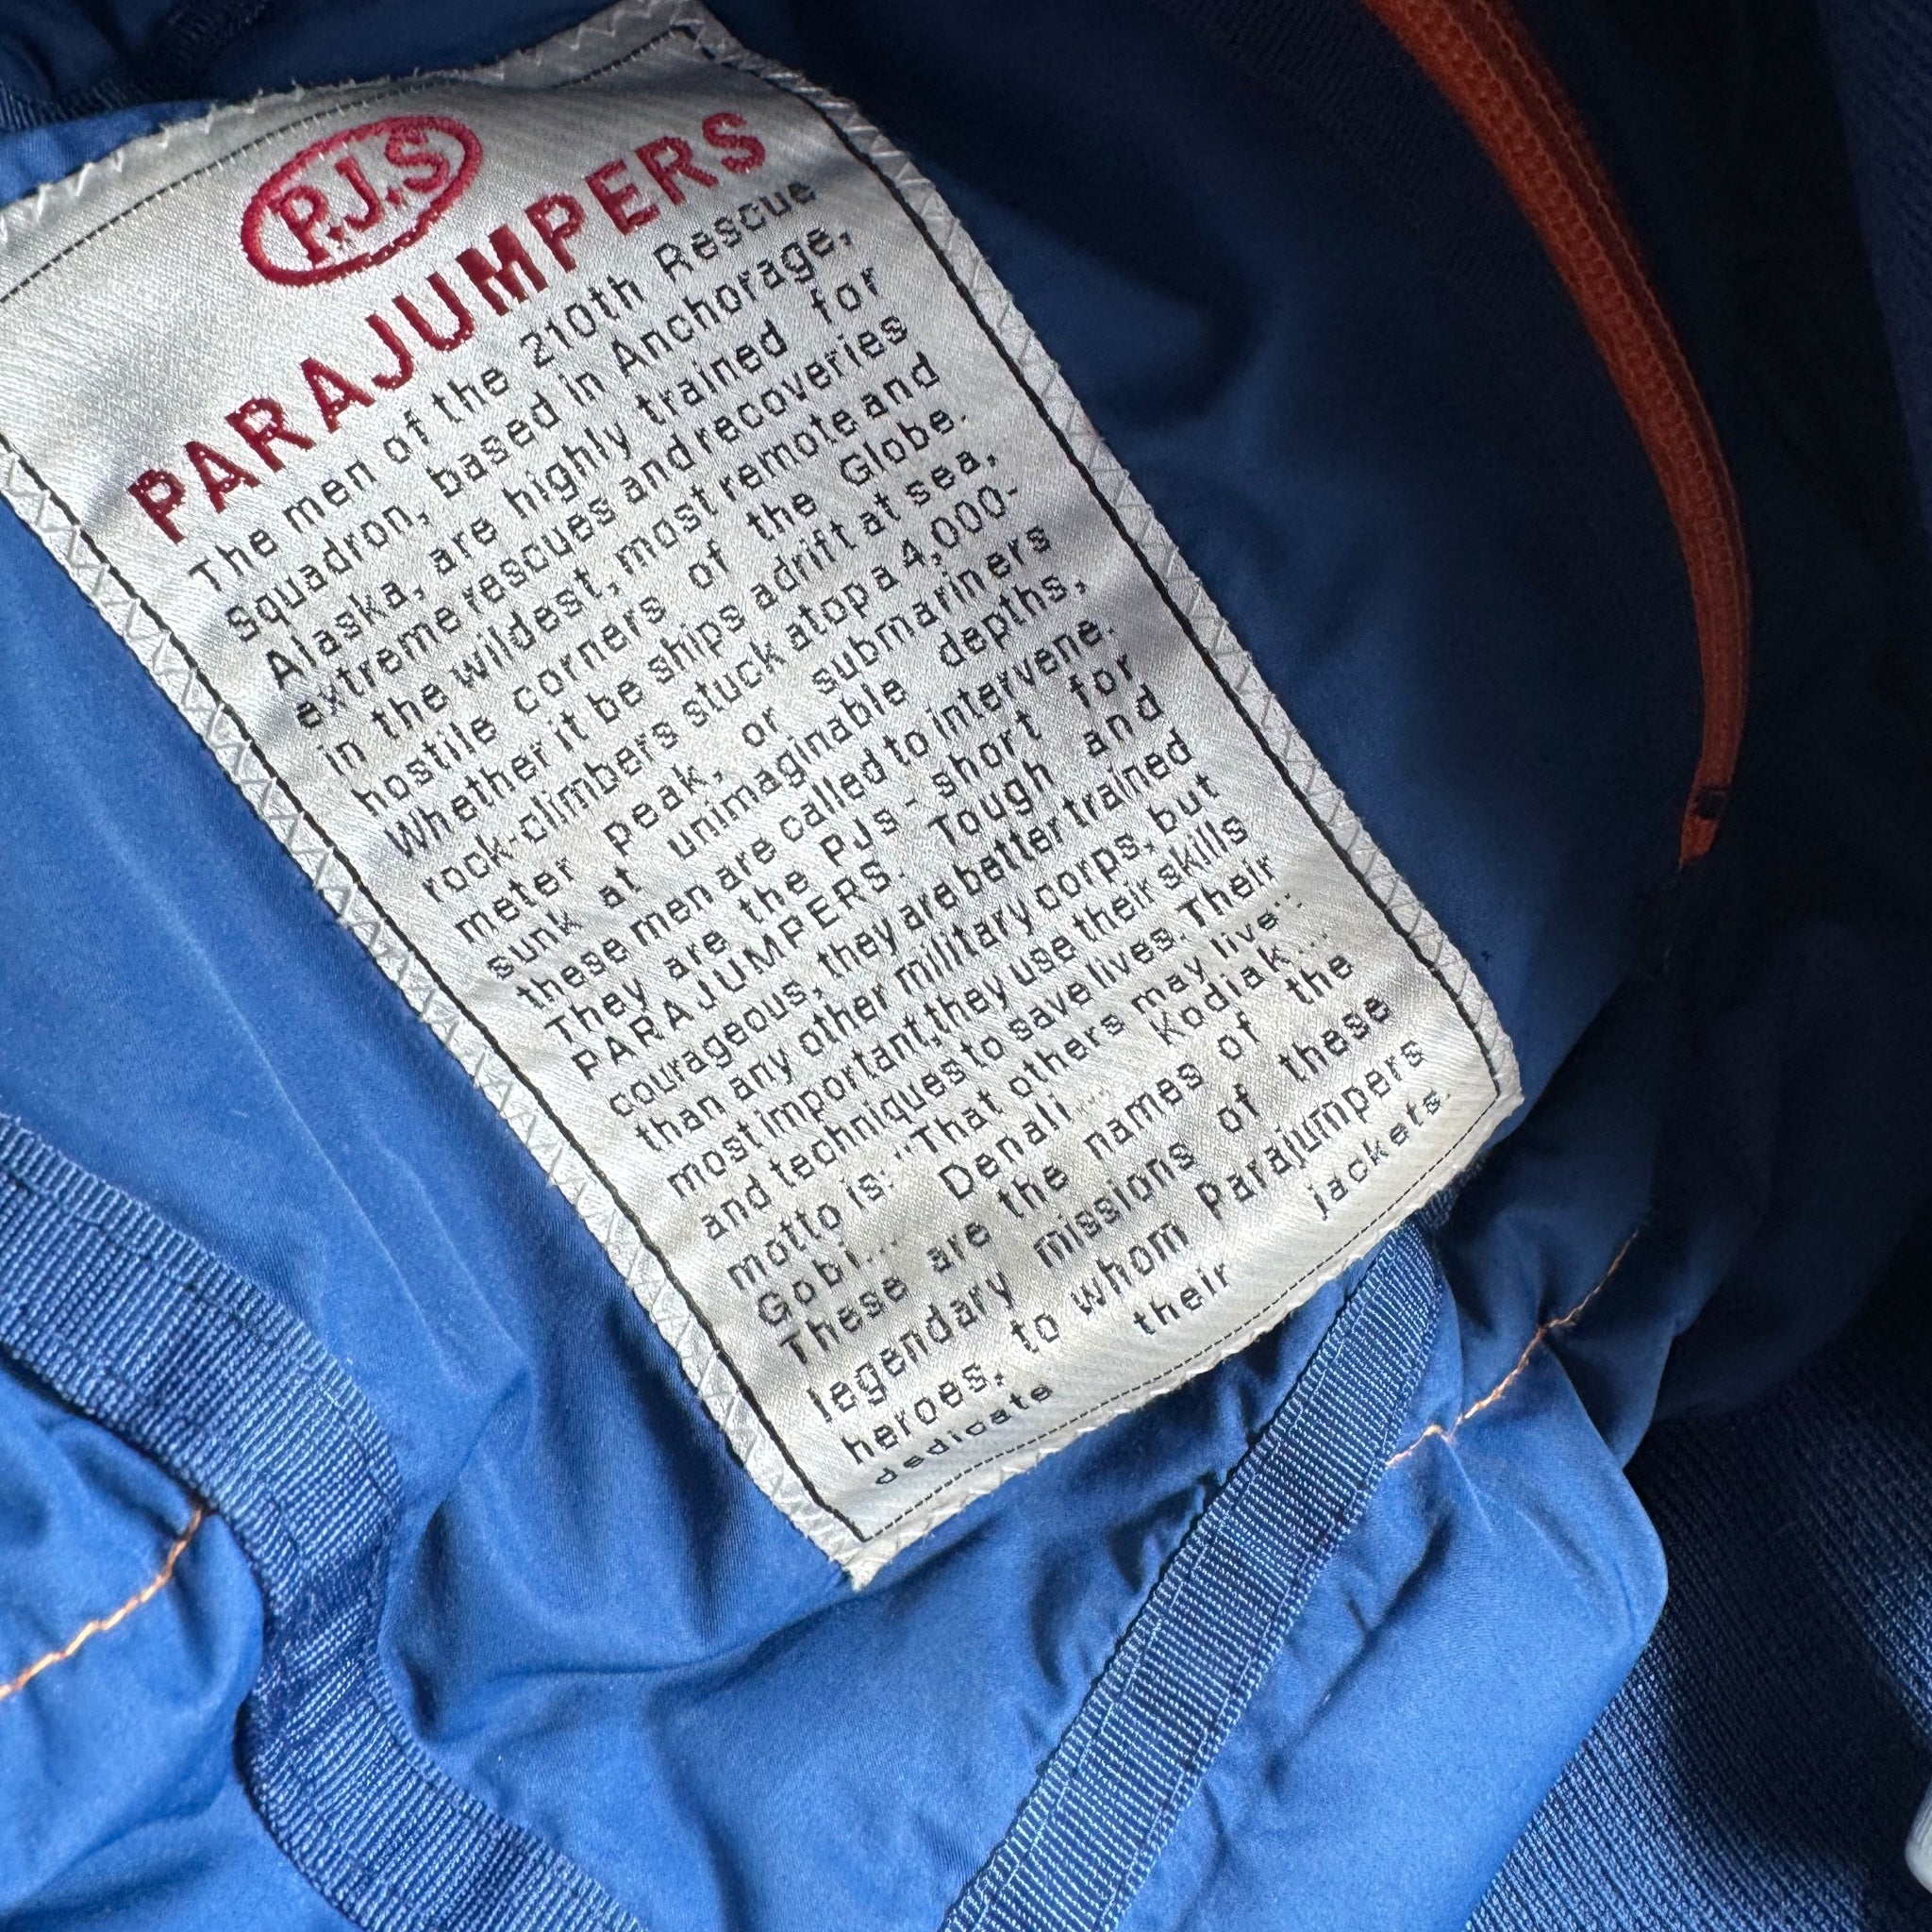 P.J.S
PARAJUMPERS
The men of the 210th Rescue
Squadron, based in Anchorage,
Alaska, are highly trained for
extreme rescues and recoveries
in the wildest, most remote and
hostile corners of the Globe.
Whether it be ships adrift at sea,
rock-climbers stuck atop a 4,000-
meter peak, or submariners
sunk at unimaginable depths,
these men are called to intervene.
They are the PJs - short for
PARAJUMPERS. Tough and
courageous, they are better trained
than any other military corps, but
most important, they use their skills
and techniques to save lives. Their
motto is: "That others may live":
Gobi... Denali... Kodiak...
These are the names of the
legendary missions of these
heroes, to whom Parajumpers
dedicate their jackets.